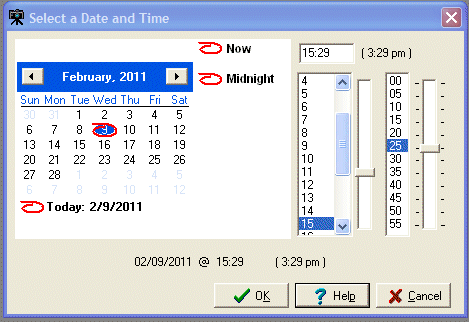 Select a Date and Time
Now
Midnight
February, 2011
Sun Mon Tue Wed Thu Fri Sat
30 31 1 2 3 4 5
6 7 8 9 10 11 12
13 14 15 16 17 18 19
20 21 22 23 24 25 26
27 28 1 2 3 4 5
6 7 8 9 10 11 12
Today: 2/9/2011
15:29 ( 3:29 pm )
4
5
6
7
8
9
10
11
12
13
14
15
16
00
05
10
15
20
25
30
35
40
45
50
55
02/09/2011 @ 15:29 ( 3:29 pm )
OK Help Cancel